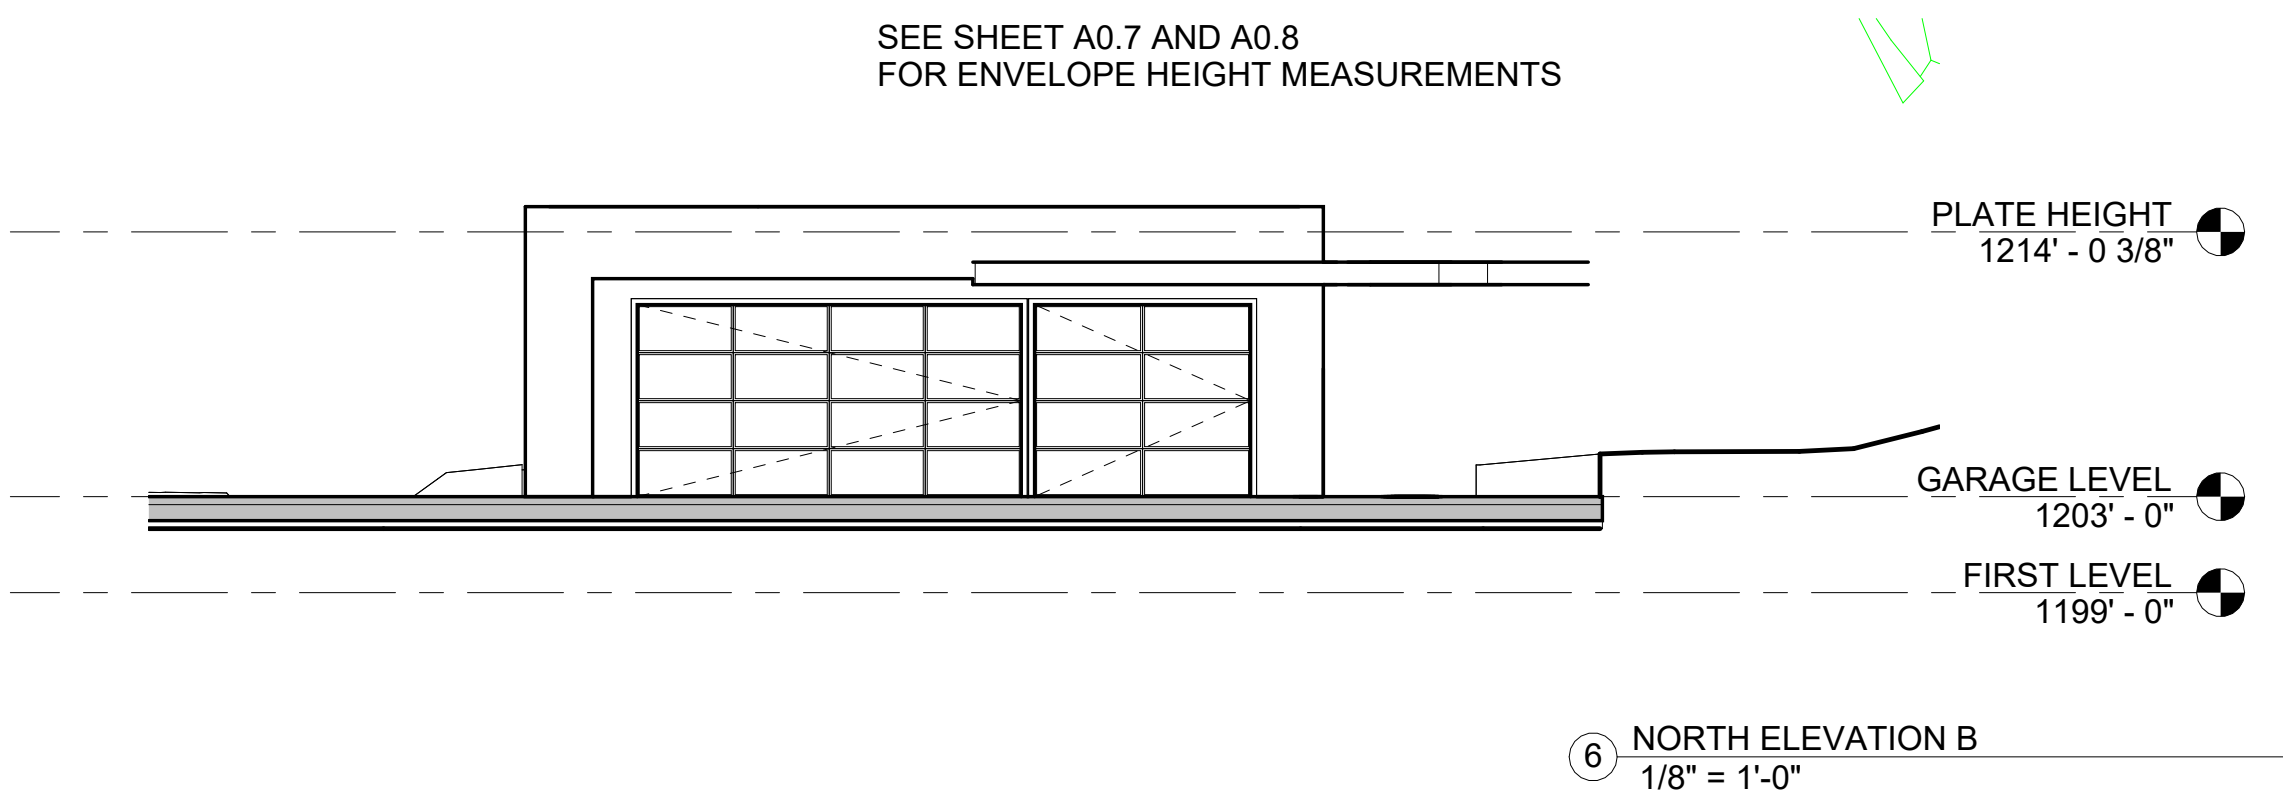 SEE SHEET A0.7 AND A0.8
FOR ENVELOPE HEIGHT MEASUREMENTS
PLATE HEIGHT
1214' - 0 3/8"
GARAGE LEVEL
1203' - 0"
FIRST LEVEL
1199' - 0"
6 NORTH ELEVATION B
1/8" = 1'-0"